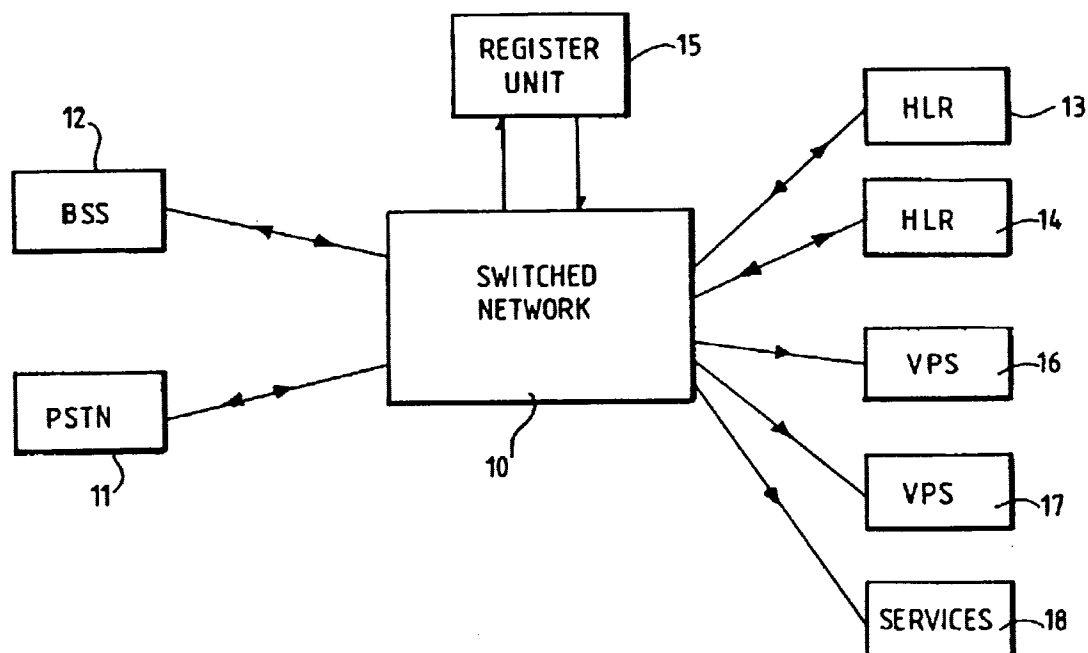 REGISTER
UNIT
15
12
BSS
HLR
13
HLR
14
SWITCHED
NETWORK
PSTN
11
10
VPS
16
VPS
17
SERVICES
18